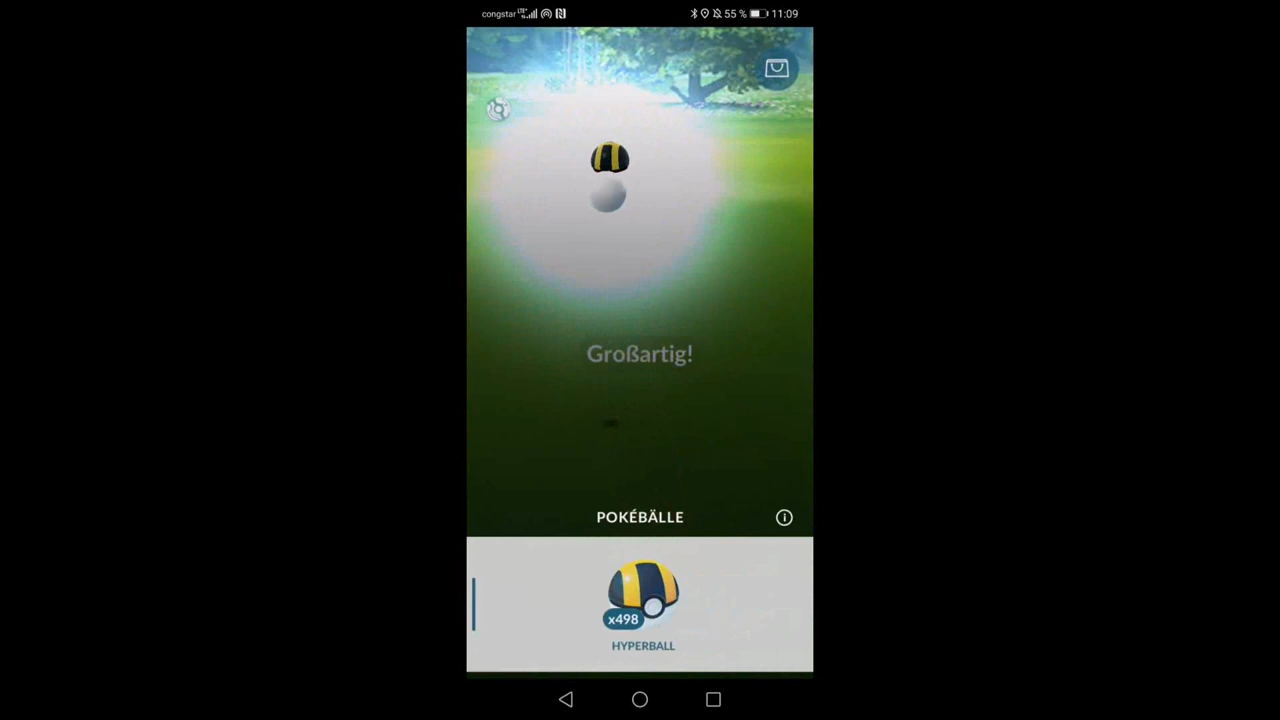 congstar 55 % 11:09
Großartig!
POKÉBÄLLE
x498
HYPERBALL